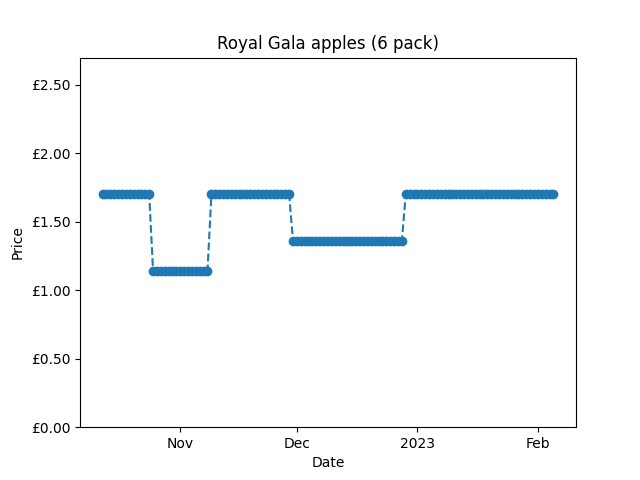 Royal Gala apples (6 pack)
£2.50
£2.00
£1.50
£1.00
£0.50
£0.00
Price
Nov Dec 2023 Feb
Date